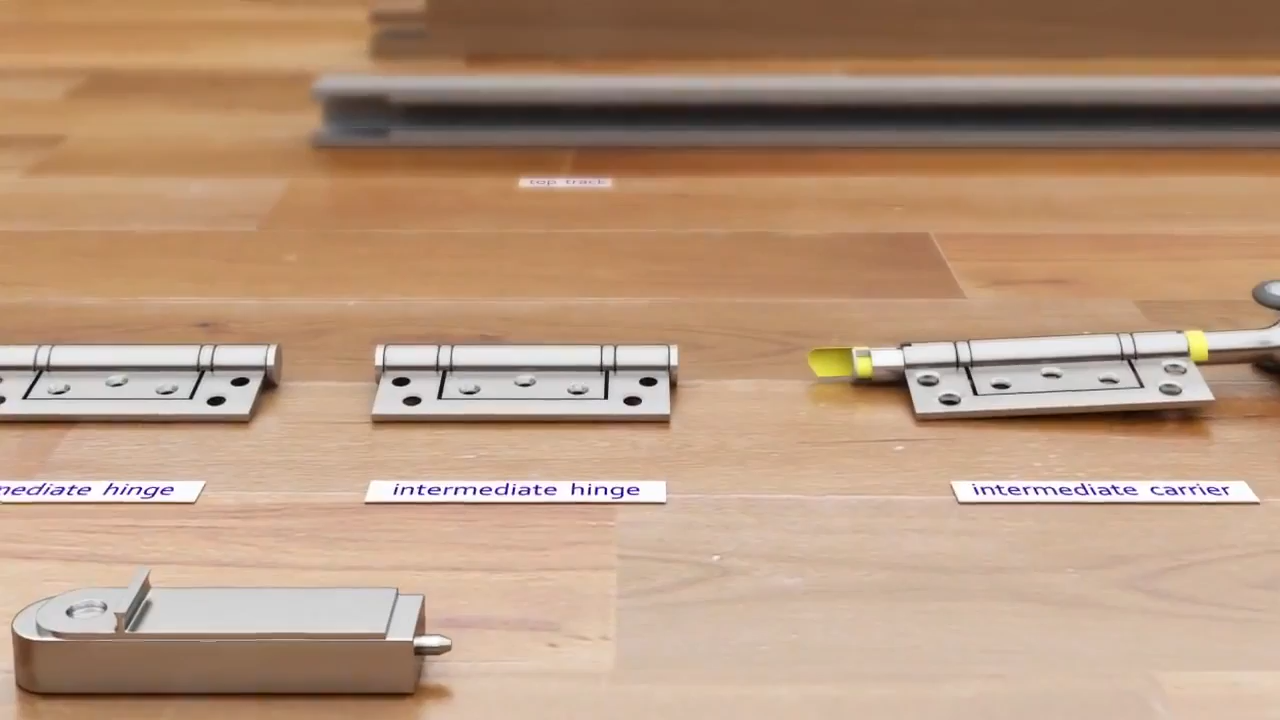 top track
mediate hinge
intermediate hinge
intermediate carrier